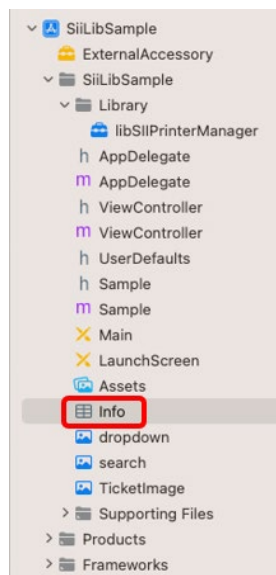 SiiLibSample
ExternalAccessory
SiiLibSample
Library
libSIIPrinterManager
h AppDelegate
m AppDelegate
h ViewController
m ViewController
h UserDefaults
h Sample
m Sample
Main
LaunchScreen
Assets
Info
dropdown
search
TicketImage
Supporting Files
Products
Frameworks